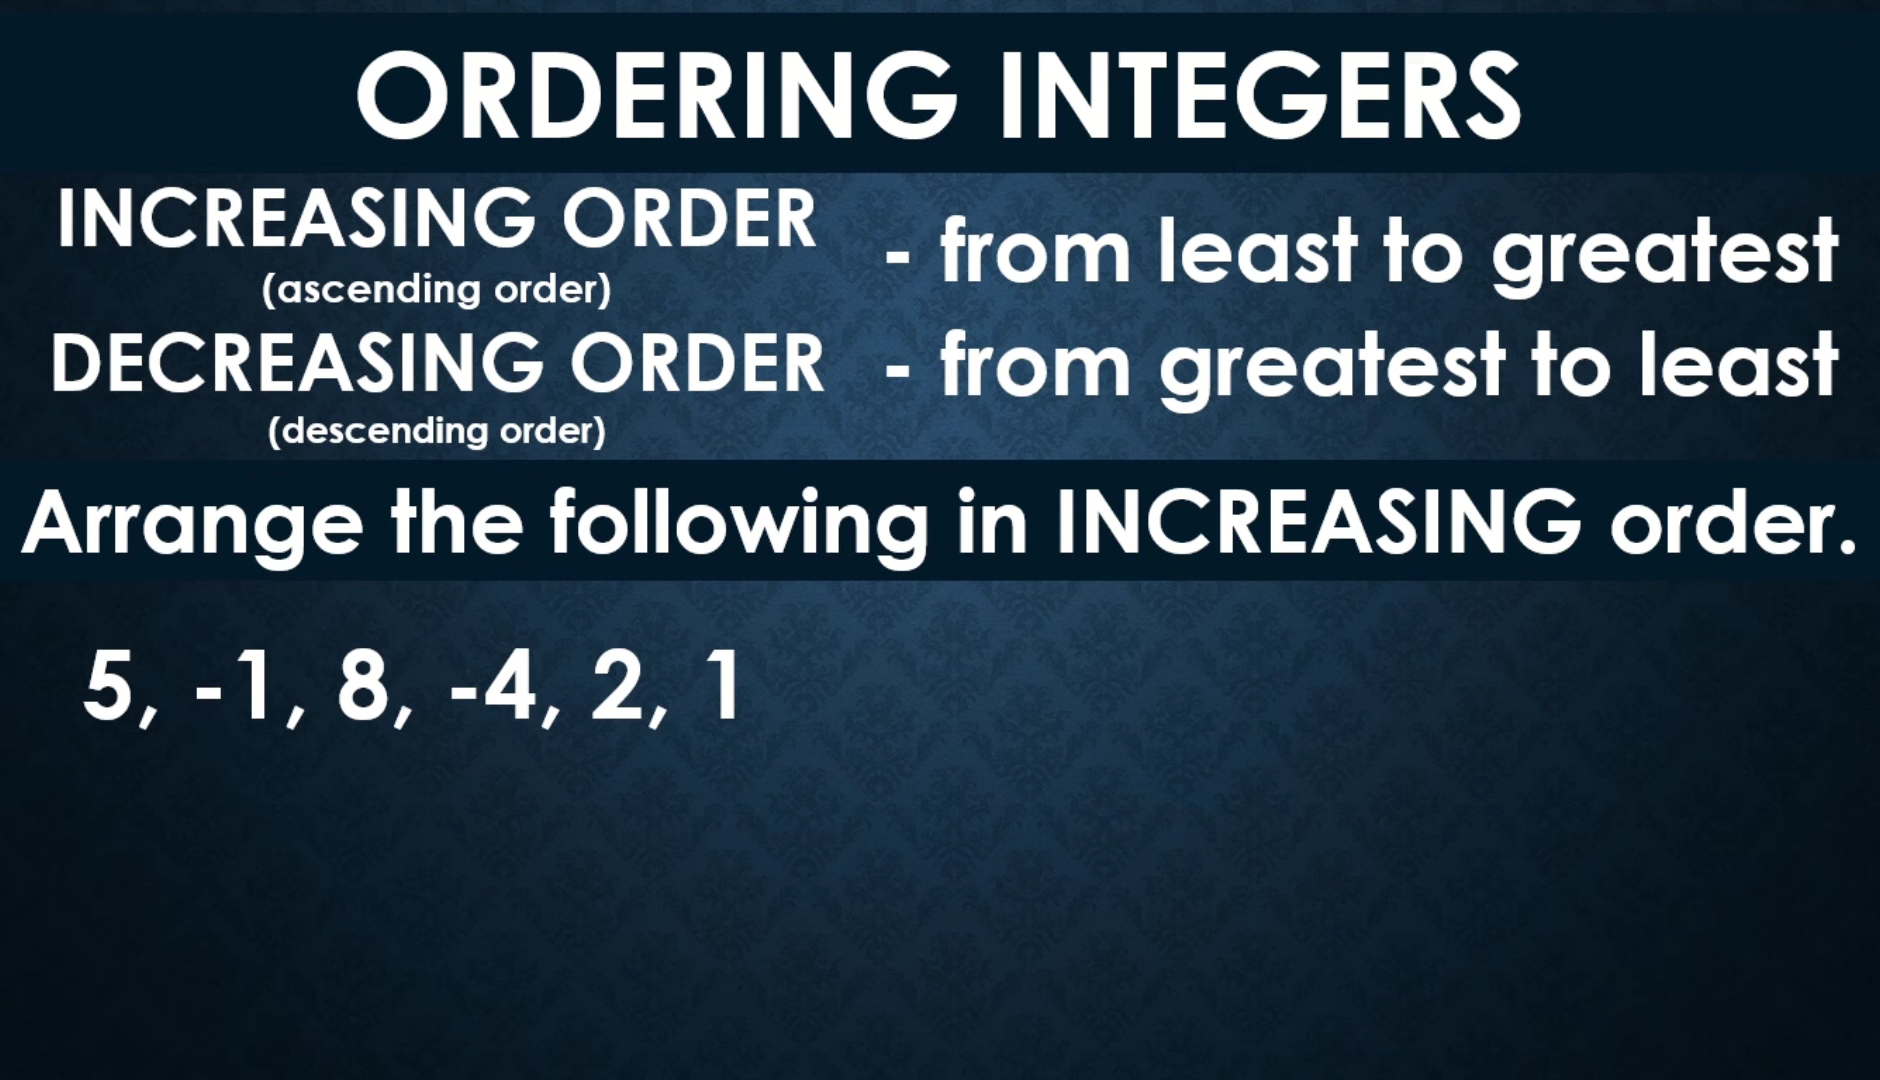 ORDERING INTEGERS
INCREASING ORDER - from least to greatest
(ascending order)
DECREASING ORDER - from greatest to least
(descending order)
Arrange the following in INCREASING order.
5, -1, 8, -4, 2, 1